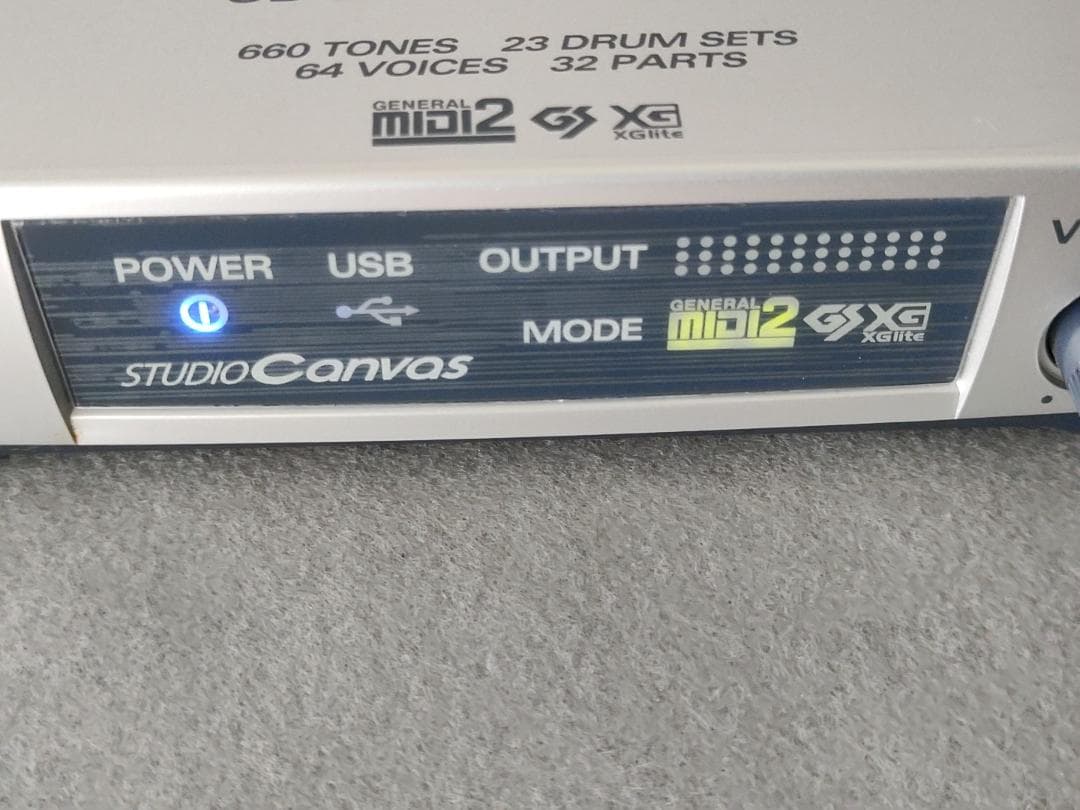 660 TONES 23 DRUM SETS
64 VOICES 32 PARTS
GENERAL MIDI2 GS XG XGlite
POWER USB OUTPUT
MODE GENERAL MIDI2 GS XG XGlite
STUDIO Canvas